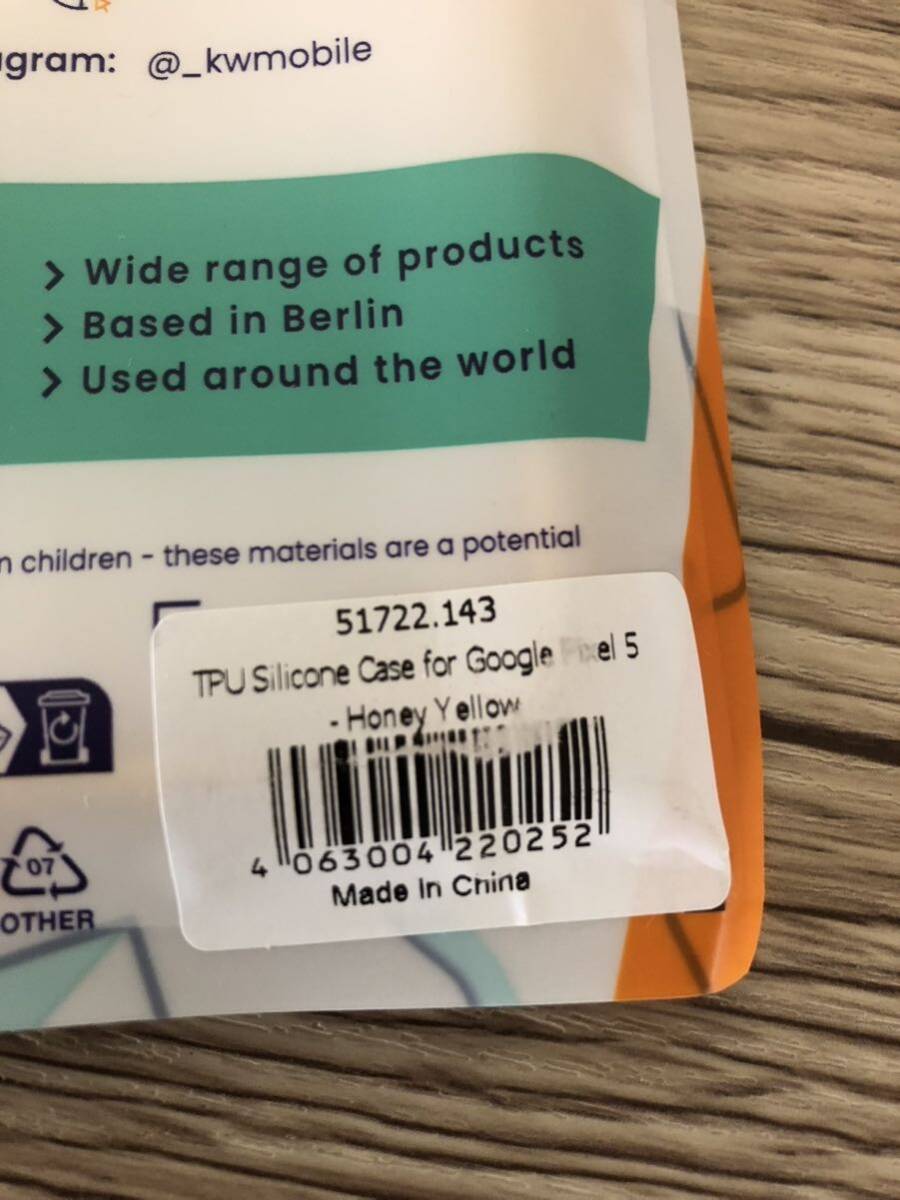 gram: @_kwmobile
> Wide range of products
> Based in Berlin
> Used around the world
children - these materials are a potential
51722.143
TPU Silicone Case for Google Pixel 5
- Honey Yellow
4 063004 220252
Made In China
07
OTHER